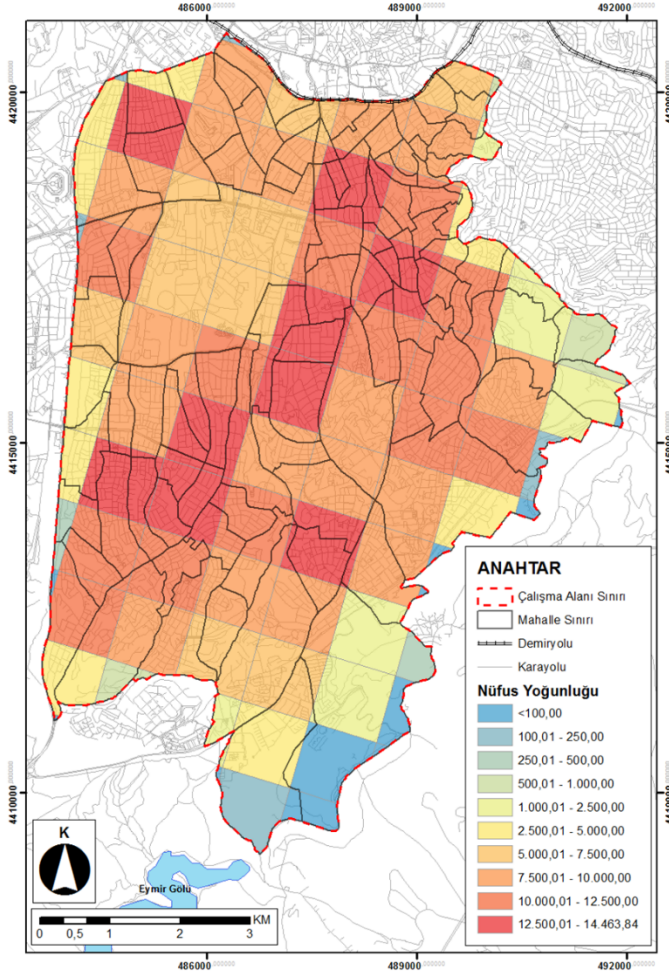 486000 489000 492000
4420000
4415000
4410000
ANAHTAR
Çalışma Alanı Sınırı
Mahalle Sınırı
Demiryolu
Karayolu
Nüfus Yoğunluğu
<100,00
100,01 - 250,00
250,01 - 500,00
500,01 - 1.000,00
1.000,01 - 2.500,00
2.500,01 - 5.000,00
5.000,01 - 7.500,00
7.500,01 - 10.000,00
10.000,01 - 12.500,00
12.500,01 - 14.463,84
K
Eymir Gölü
0 0,5 1 2 3 KM
486000 489000 492000